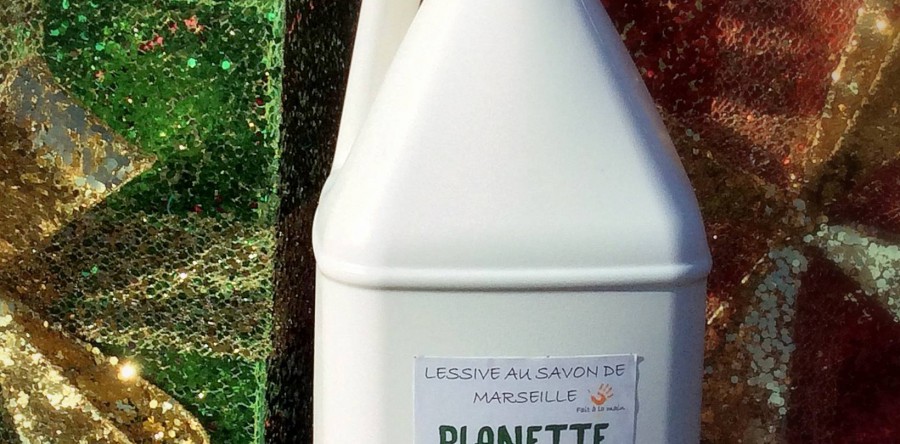 LESSIVE AU SAVON DE
MARSEILLE
Fait à la main
PLANETTE